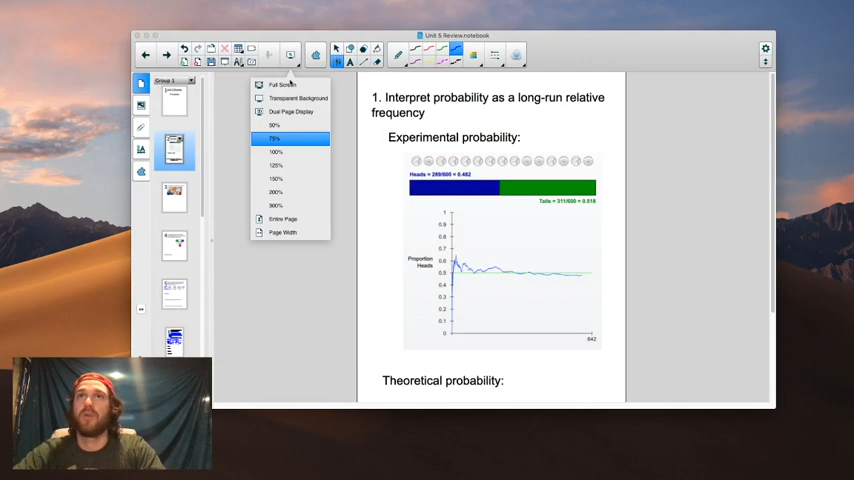 Unit 5 Review.notebook
Group 1
Full Screen
Transparent Background
Dual Page Display
50%
75%
100%
125%
150%
200%
300%
Entire Page
Page Width
1. Interpret probability as a long-run relative
frequency
Experimental probability:
Heads = 289/600 = 0.482
Tails = 311/600 = 0.518
1
0.9
0.8
0.7
Proportion
Heads
0.6
0.5
0.4
0.3
0.2
0.1
0
642
Theoretical probability: